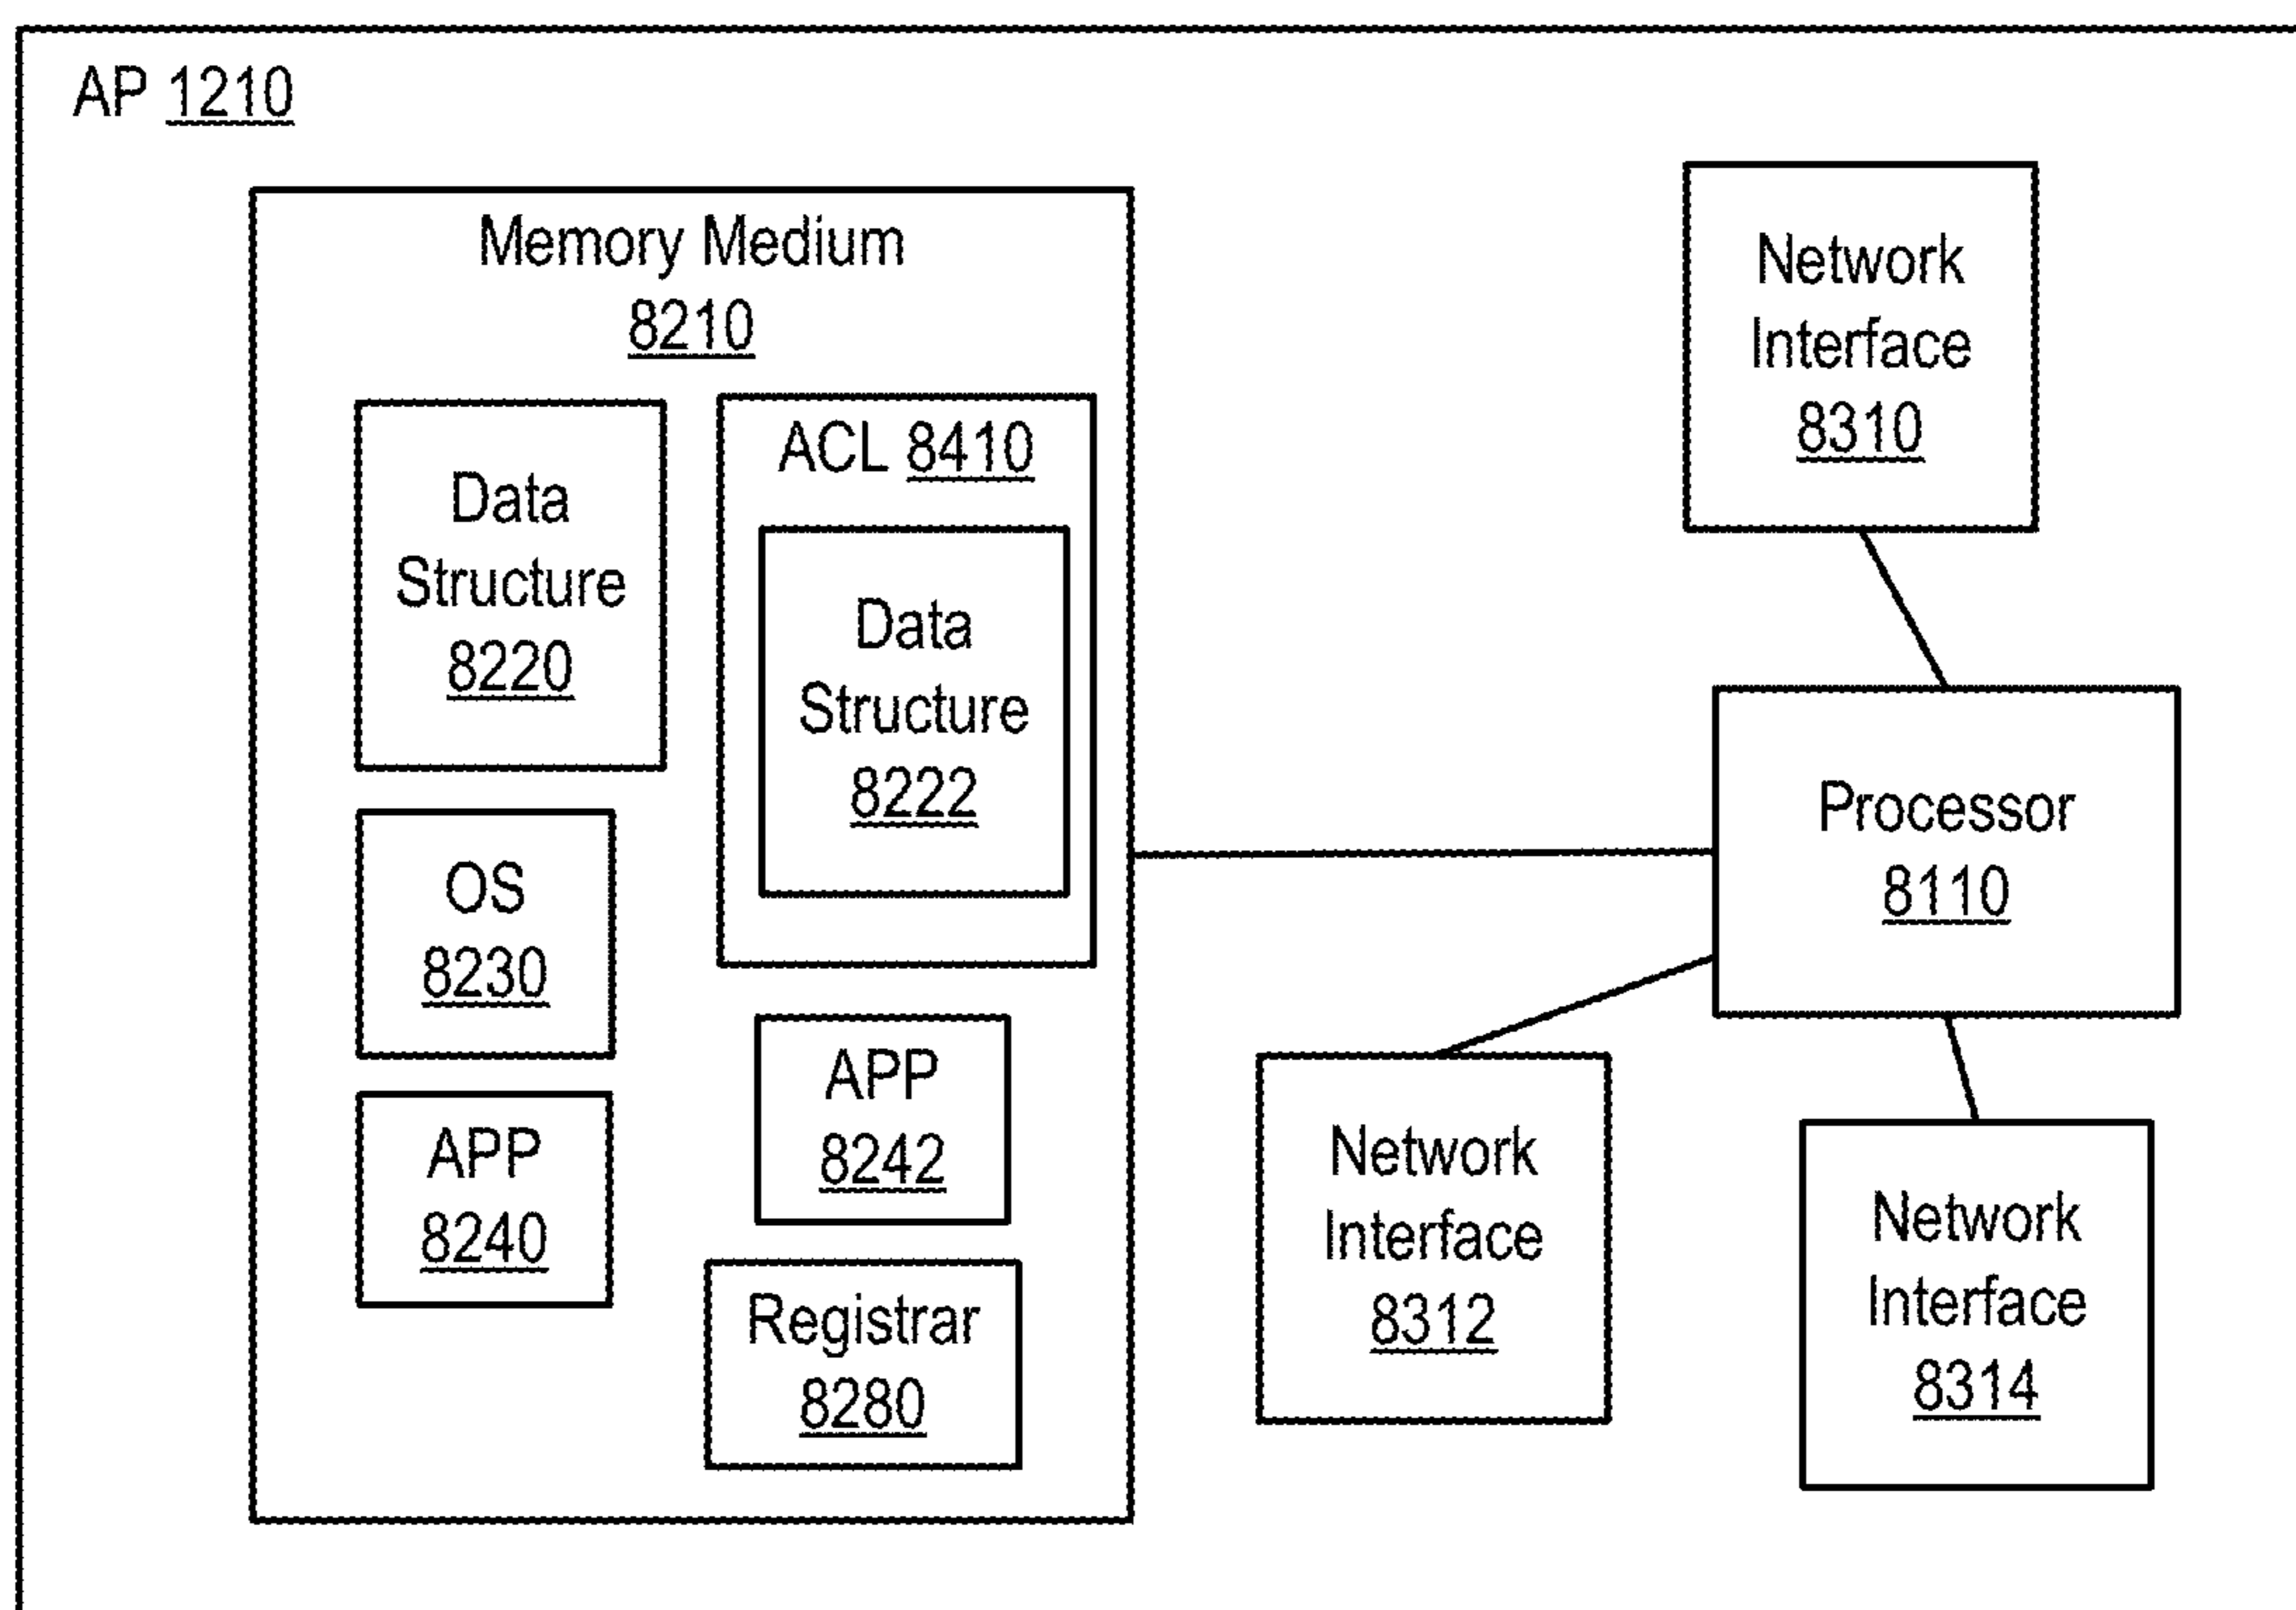 AP 1210
Memory Medium
8210
Data
Structure
8220
ACL 8410
Data
Structure
8222
OS
8230
APP
8240
APP
8242
Registrar
8280
Network
Interface
8310
Processor
8110
Network
Interface
8312
Network
Interface
8314